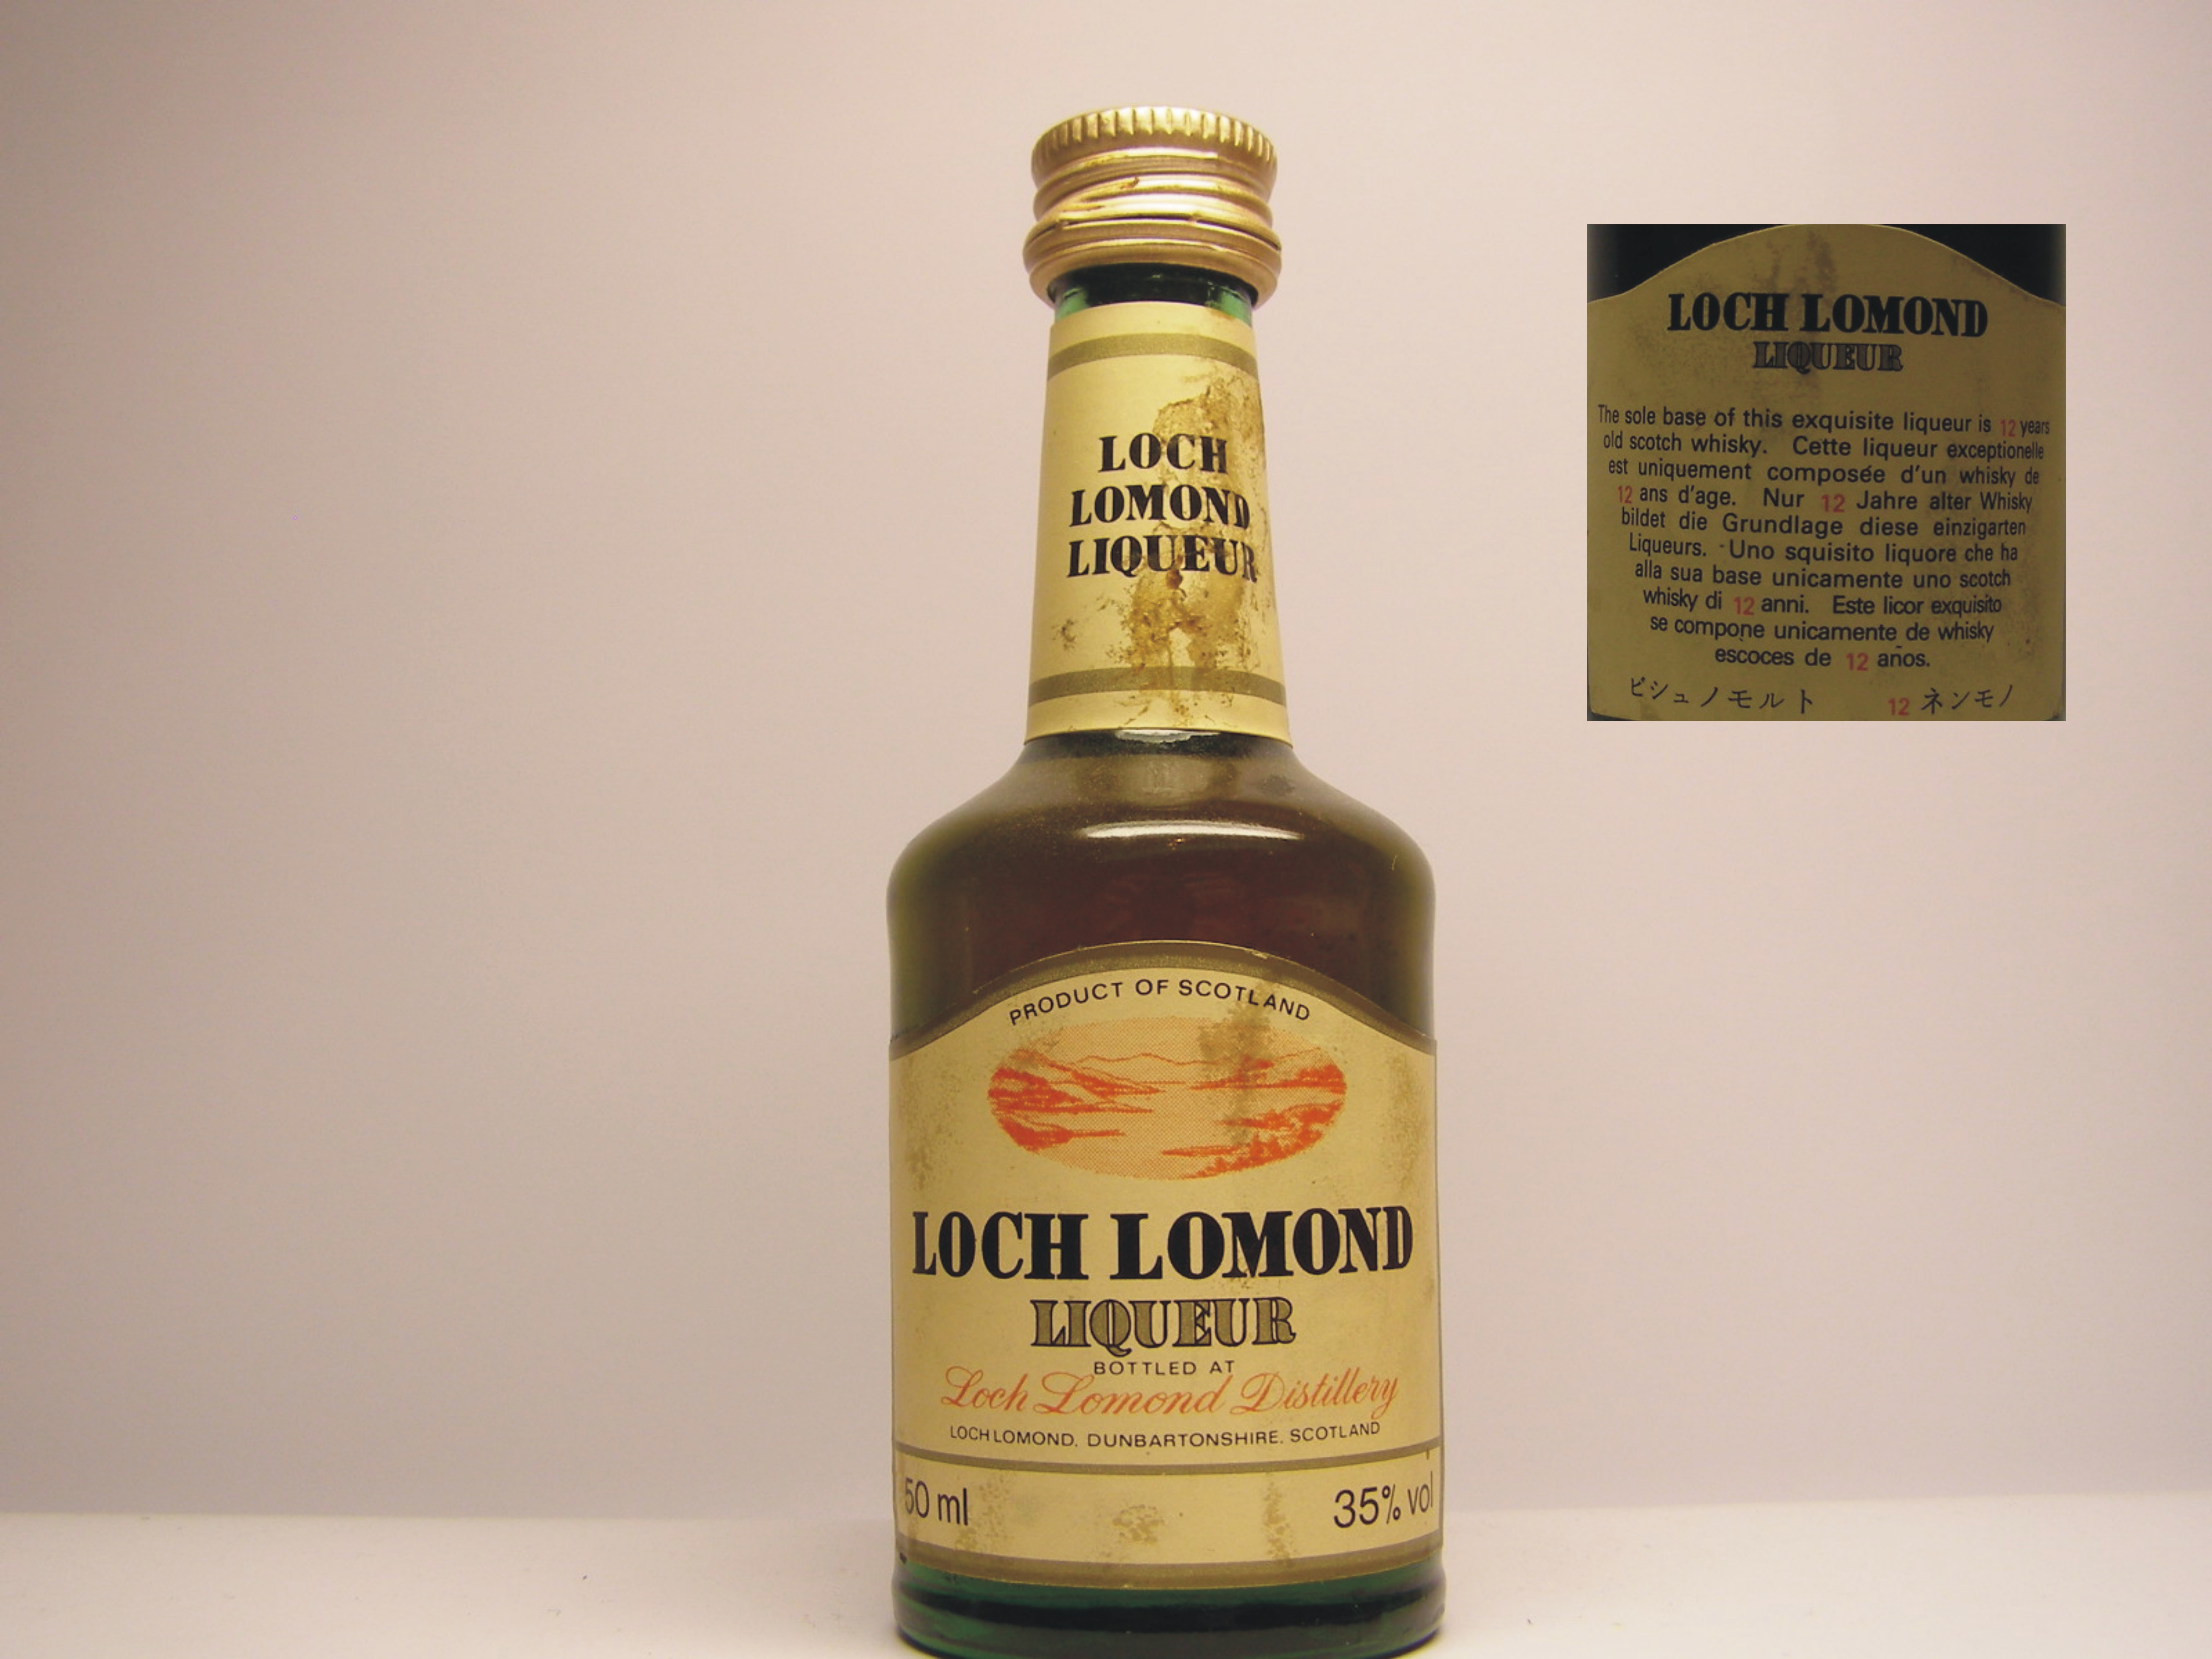 LOCH
LOMOND
LIQUEUR
PRODUCT OF SCOTLAND
LOCH LOMOND
LIQUEUR
BOTTLED AT
Loch Lomond Distillery
LOCH LOMOND, DUNBARTONSHIRE, SCOTLAND
50 ml 35% vol
LOCH LOMOND
LIQUEUR
The sole base of this exquisite liqueur is 12 years
old scotch whisky. Cette liqueur exceptionelle
est uniquement composée d'un whisky de
12 ans d'age. Nur 12 Jahre alter Whisky
bildet die Grundlage diese einzigarten
Liqueurs. Uno squisito liquore che ha
alla sua base unicamente uno scotch
whisky di 12 anni. Este licor exquisito
se compone unicamente de whisky
escoces de 12 años.
ピシュノモルト 12 ネンモノ